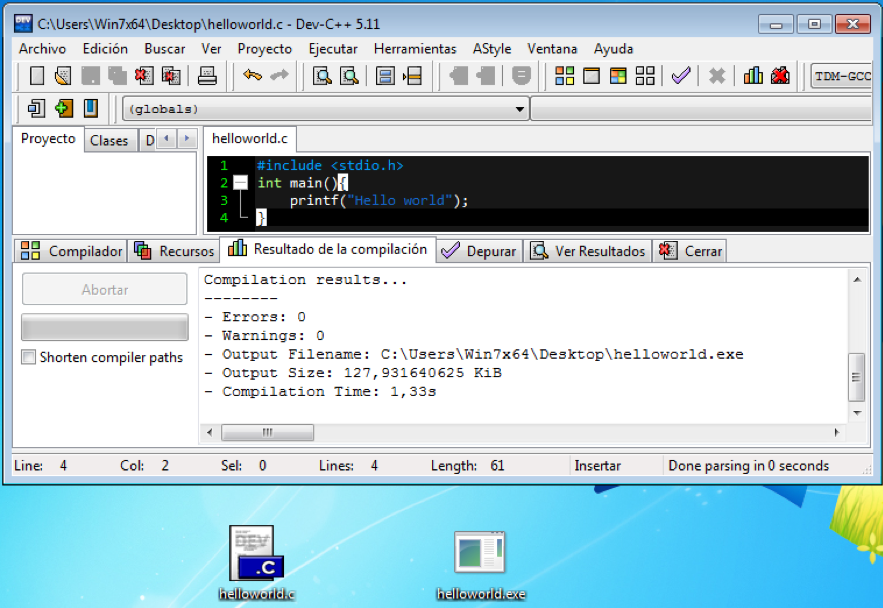 C:\Users\Win7x64\Desktop\helloworld.c - Dev-C++ 5.11
Archivo Edición Buscar Ver Proyecto Ejecutar Herramientas AStyle Ventana Ayuda
TDM-GCC
(globals)
Proyecto Clases D
helloworld.c
1 #include <stdio.h>
2 int main(){
3 printf("Hello world");
4 }
Compilador Recursos Resultado de la compilación Depurar Ver Resultados Cerrar
Abortar
Shorten compiler paths
Compilation results...
--------
- Errors: 0
- Warnings: 0
- Output Filename: C:\Users\Win7x64\Desktop\helloworld.exe
- Output Size: 127,931640625 KiB
- Compilation Time: 1,33s
Line: 4 Col: 2 Sel: 0 Lines: 4 Length: 61 Insertar Done parsing in 0 seconds
DEV
.C
helloworld.c
helloworld.exe